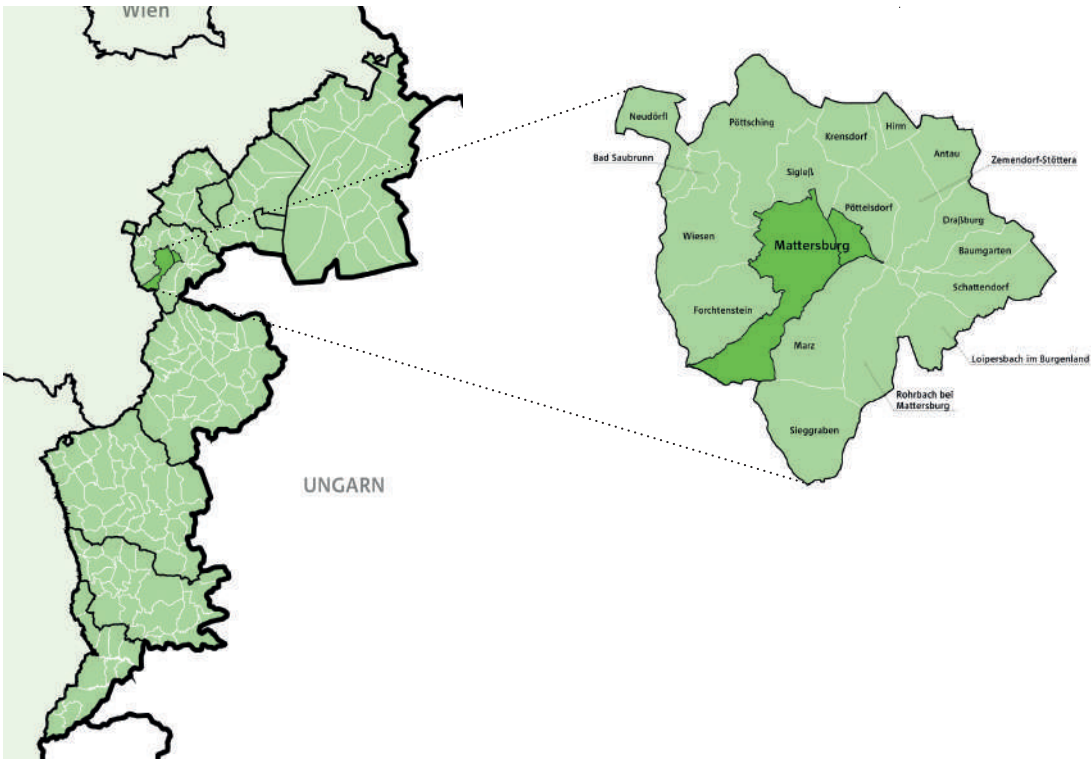 Wien
UNGARN
Neudörfl
Pöttsching
Krensdorf
Hirm
Antau
Bad Saubrunn
Zemendorf-Stöttera
Sigleß
Pöttelsdorf
Draßburg
Wiesen
Mattersburg
Baumgarten
Schattendorf
Forchtenstein
Marz
Loipersbach im Burgenland
Rohrbach bei
Mattersburg
Sieggraben